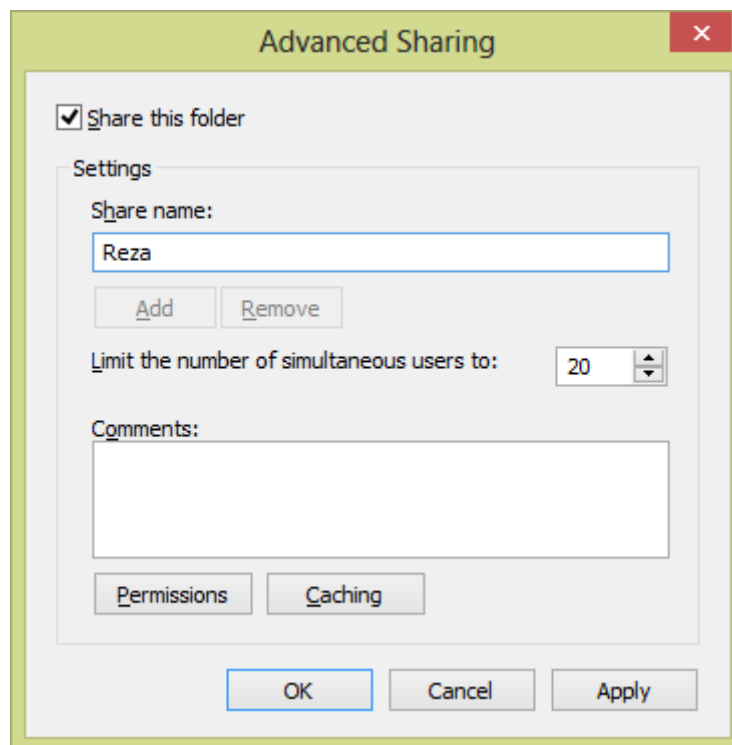 Advanced Sharing
Share this folder
Settings
Share name:
Reza
Add Remove
Limit the number of simultaneous users to: 20
Comments:
Permissions Caching
OK Cancel Apply